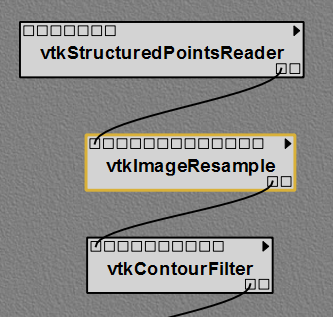 vtkStructuredPointsReader
vtkImageResample
vtkContourFilter